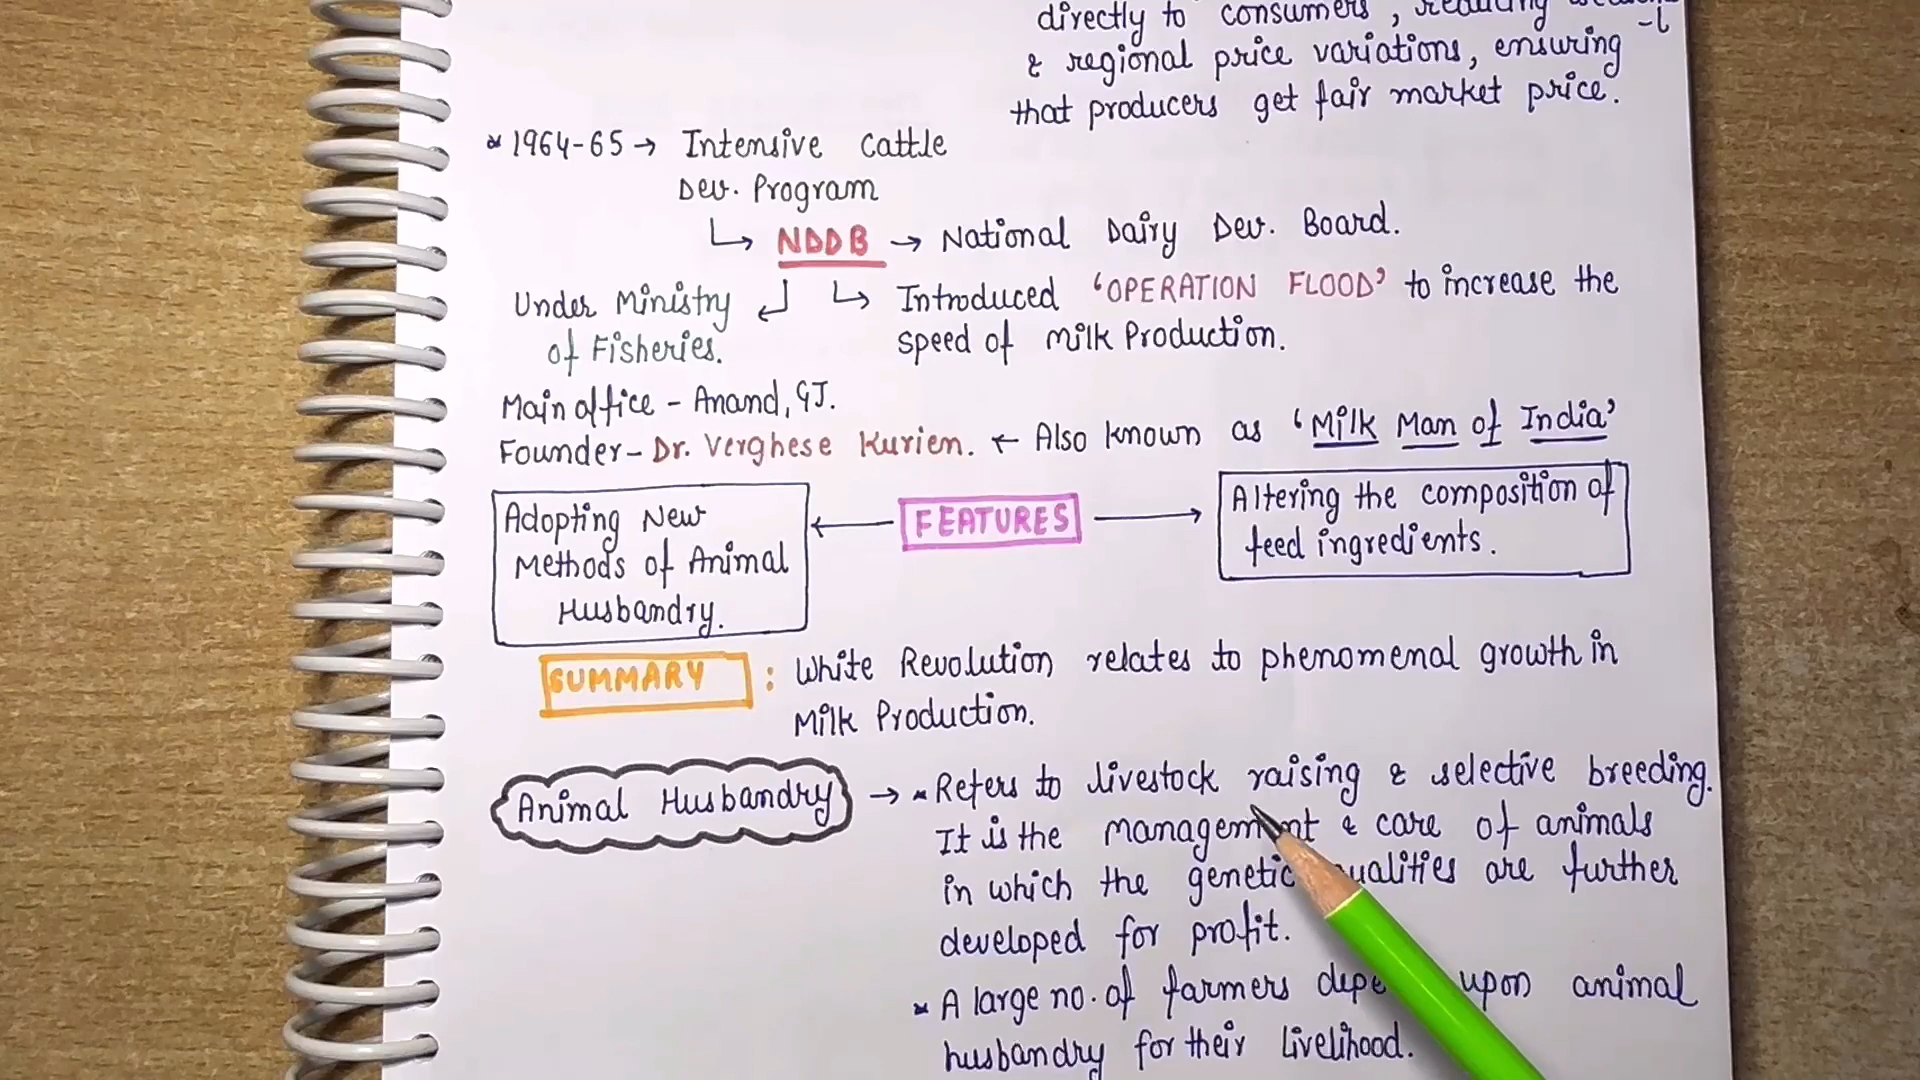 directly to consumers, reducing
& regional price variations, ensuring
that producers get fair market price.
* 1964-65 → Intensive Cattle
Dev. Program
↳ NDDB → National Dairy Dev. Board.
Under Ministry ↲ ↳ Introduced 'OPERATION FLOOD' to increase the
of Fisheries. speed of Milk Production.
Main office - Anand, GJ.
Founder - Dr. Verghese Kurien. ← Also known as 'Milk Man of India'
Adopting New
Methods of Animal
Husbandry.
← FEATURES →
Altering the composition of
feed ingredients.
SUMMARY : White Revolution relates to phenomenal growth in
Milk Production.
Animal Husbandry → * Refers to livestock raising & selective breeding.
It is the management & care of animals
in which the genetic qualities are further
developed for profit.
* A large no. of farmers depe upon animal
husbandry for their livelihood.